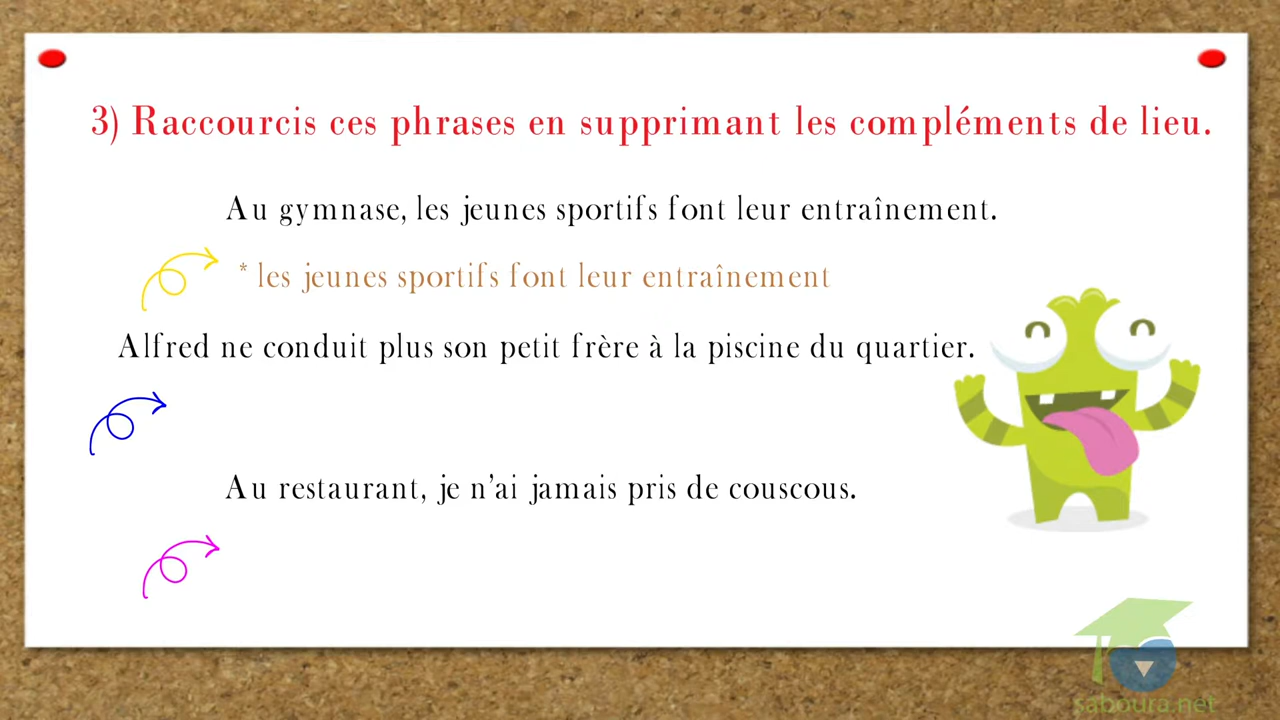 3) Raccourcis ces phrases en supprimant les compléments de lieu.
Au gymnase, les jeunes sportifs font leur entraînement.
* les jeunes sportifs font leur entraînement
Alfred ne conduit plus son petit frère à la piscine du quartier.
Au restaurant, je n'ai jamais pris de couscous.
saboura.net